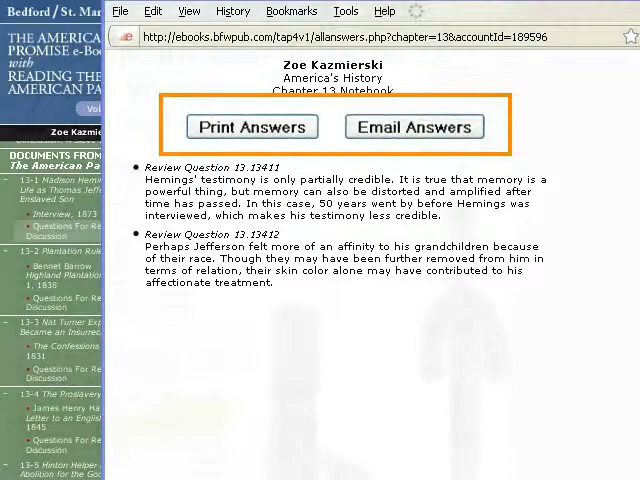 Bedford / St. Mar
THE AMERICA
PROMISE e-Boo
with
READING THE
AMERICAN PA
Vol
Zoe Kazmie
DOCUMENTS FROM
The American Pa
13-1 Madison Hemin
Life as Thomas Jeff
Enslaved Son
Interview, 1873
Questions For Re
Discussion
13-2 Plantation Rule
Bennet Barrow
Highland Plantatio
1, 1838
Questions For Re
Discussion
13-3 Nat Turner Exp
Became an Insurrec
The Confessions
1831
Questions For Re
Discussion
13-4 The Proslavery
James Henry Ha
Letter to an English
1845
Questions For Re
Discussion
13-5 Hinton Helper
Abolition for the Goo
File Edit View History Bookmarks Tools Help
http://ebooks.bfwpub.com/tap4v1/allanswers.php?chapter=13&accountId=189596
Zoe Kazmierski
America's History
Chapter 13 Notebook
Print Answers Email Answers
Review Question 13.13411
Hemings' testimony is only partially credible. It is true that memory is a
powerful thing, but memory can also be distorted and amplified after
time has passed. In this case, 50 years went by before Hemings was
interviewed, which makes his testimony less credible.
Review Question 13.13412
Perhaps Jefferson felt more of an affinity to his grandchildren because
of their race. Though they may have been further removed from him in
terms of relation, their skin color alone may have contributed to his
affectionate treatment.